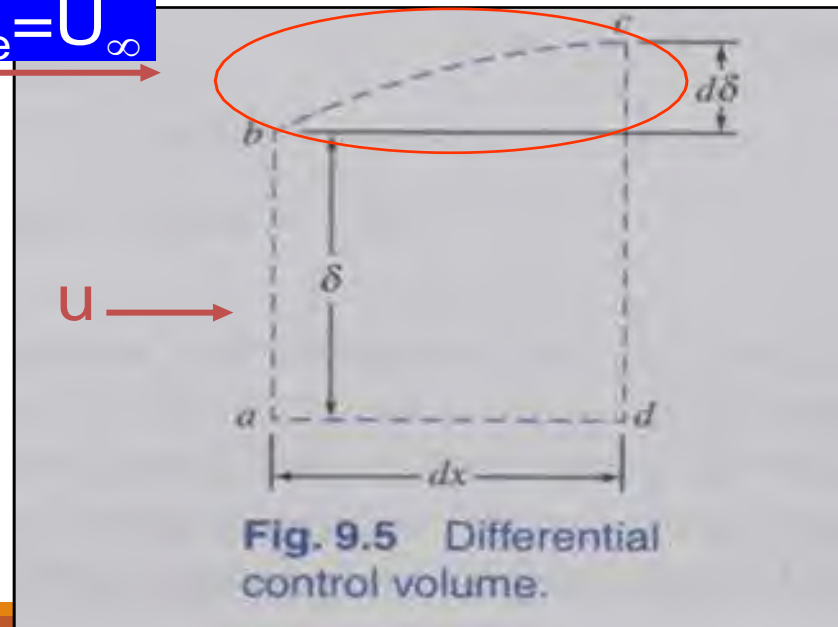 e=U∞
c
dδ
b
δ
u
a
d
dx
Fig. 9.5 Differential
control volume.